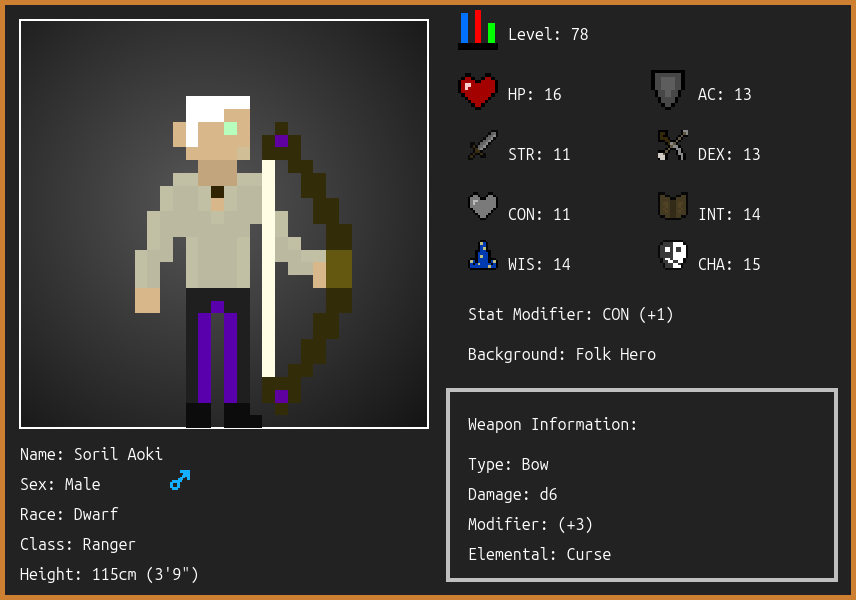 Level: 78
HP: 16
AC: 13
STR: 11
DEX: 13
CON: 11
INT: 14
WIS: 14
CHA: 15
Stat Modifier: CON (+1)
Background: Folk Hero
Weapon Information:
Type: Bow
Damage: d6
Modifier: (+3)
Elemental: Curse
Name: Soril Aoki
Sex: Male
Race: Dwarf
Class: Ranger
Height: 115cm (3'9")